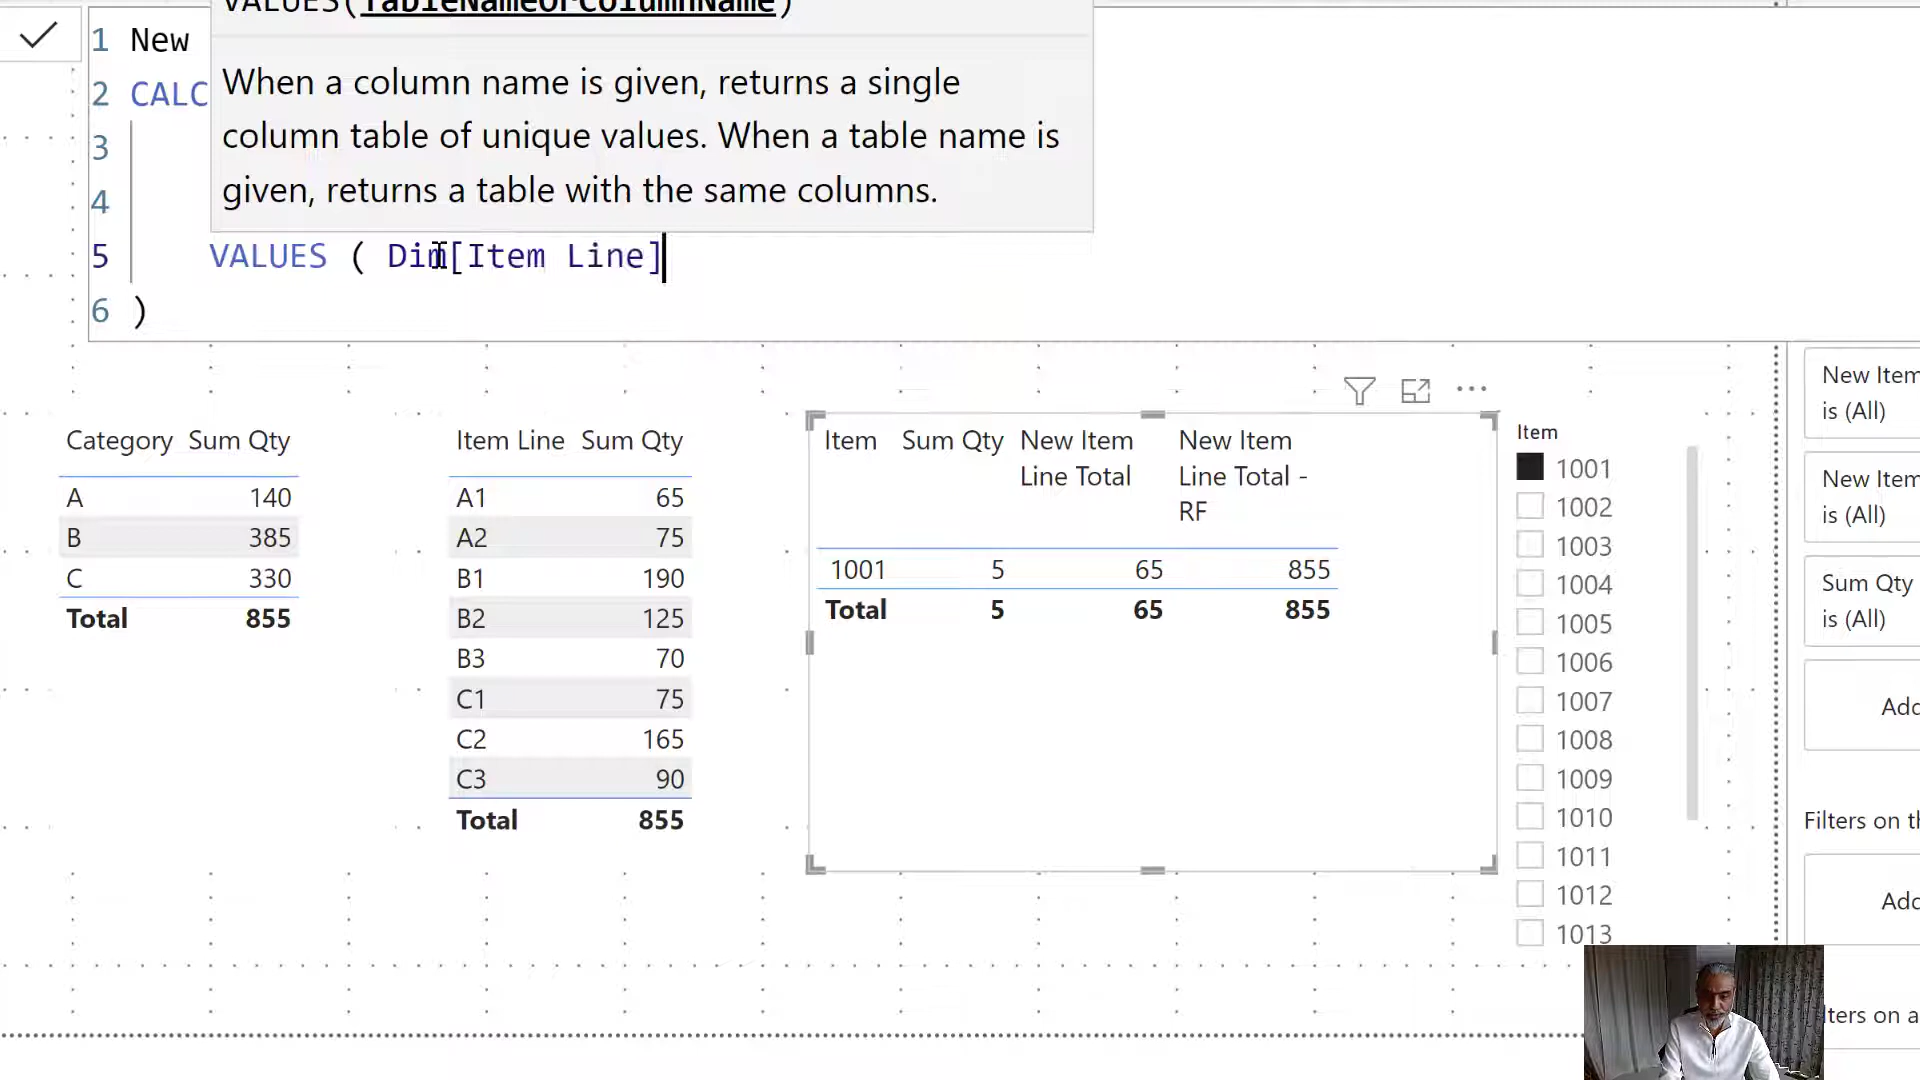 VALUES(TableNameOrColumnName)
1 New
When a column name is given, returns a single
2 CALC
column table of unique values. When a table name is
3
given, returns a table with the same columns.
4
5 VALUES ( Dim[Item Line]
6 )
Category Sum Qty
A 140
B 385
C 330
Total 855
Item Line Sum Qty
A1 65
A2 75
B1 190
B2 125
B3 70
C1 75
C2 165
C3 90
Total 855
Item Sum Qty New Item New Item
Line Total Line Total -
RF
1001 5 65 855
Total 5 65 855
Item
1001
1002
1003
1004
1005
1006
1007
1008
1009
1010
1011
1012
1013
New Item
is (All)
New Item
is (All)
Sum Qty
is (All)
Add
Filters on th
Add
lters on a